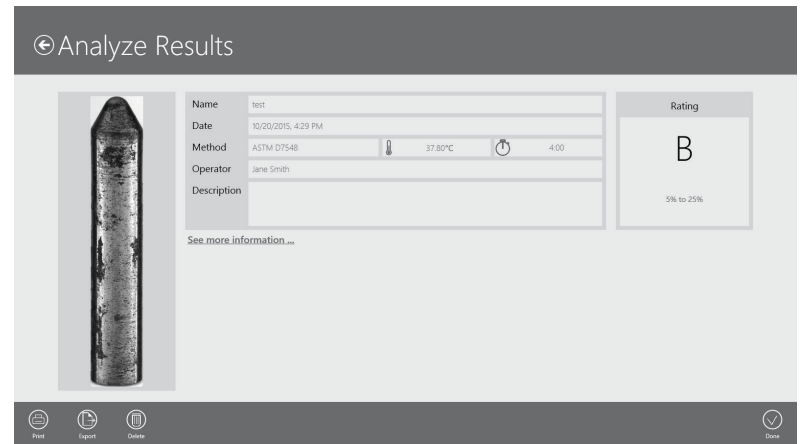 Analyze Results
Name test
Date 10/20/2015, 4:29 PM
Method ASTM D7548 37.80°C 4:00
Operator Jane Smith
Description
See more information ...
Rating
B
5% to 25%
Print Export Delete Done